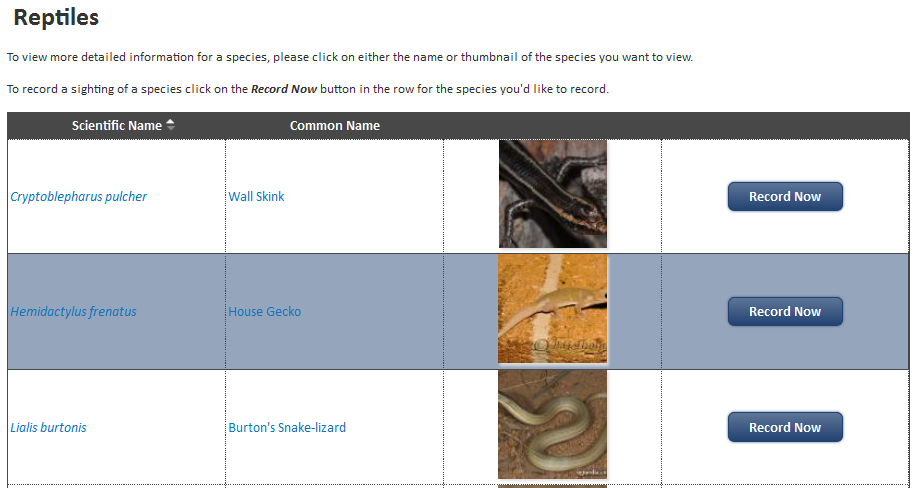 Reptiles
To view more detailed information for a species, please click on either the name or thumbnail of the species you want to view.
To record a sighting of a species click on the Record Now button in the row for the species you'd like to record.
Scientific Name Common Name
Cryptoblepharus pulcher Wall Skink Record Now
Hemidactylus frenatus House Gecko Record Now
Lialis burtonis Burton's Snake-lizard Record Now